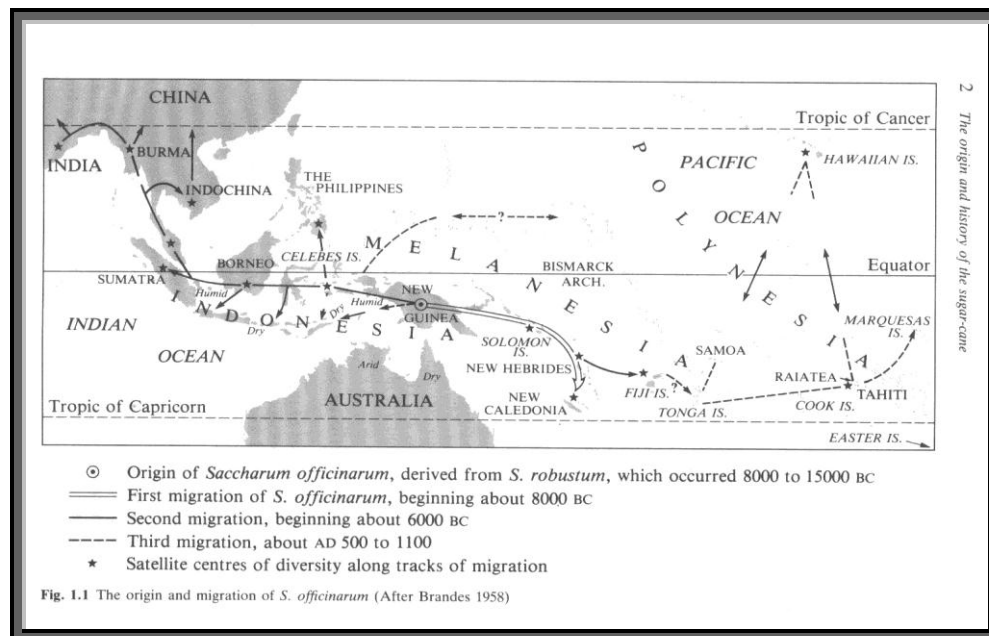 2 The origin and history of the sugar-cane
CHINA
Tropic of Cancer
INDIA
BURMA
INDOCHINA
THE
PHILIPPINES
POLYNESIA
PACIFIC
OCEAN
HAWAIIAN IS.
?
MELANESIA
SUMATRA
BORNEO
CELEBES IS.
BISMARCK
ARCH.
Equator
Humid
Dry
Dry
Humid
NEW
GUINEA
INDONESIA
INDIAN
OCEAN
SOLOMON
IS.
NEW HEBRIDES
SAMOA
MARQUESAS
IS.
Arid
Dry
AUSTRALIA
NEW
CALEDONIA
FIJI IS.
?
TONGA IS.
RAIATEA
TAHITI
COOK IS.
Tropic of Capricorn
EASTER IS.
Origin of Saccharum officinarum, derived from S. robustum, which occurred 8000 to 15000 BC
First migration of S. officinarum, beginning about 8000 BC
Second migration, beginning about 6000 BC
Third migration, about AD 500 to 1100
Satellite centres of diversity along tracks of migration
Fig. 1.1 The origin and migration of S. officinarum (After Brandes 1958)